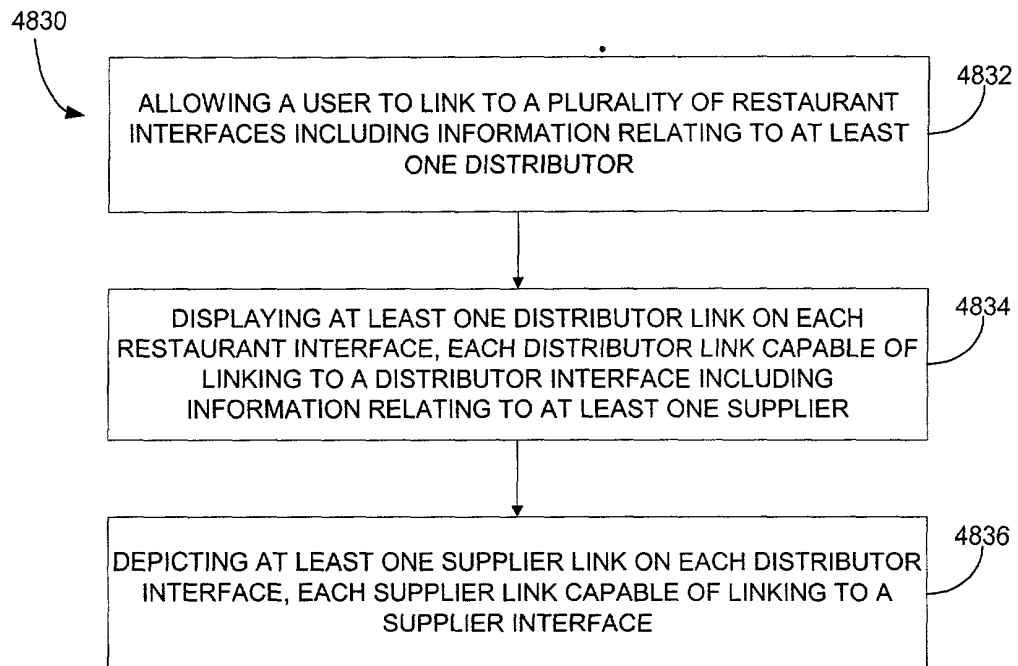 4830
4832
ALLOWING A USER TO LINK TO A PLURALITY OF RESTAURANT
INTERFACES INCLUDING INFORMATION RELATING TO AT LEAST
ONE DISTRIBUTOR
4834
DISPLAYING AT LEAST ONE DISTRIBUTOR LINK ON EACH
RESTAURANT INTERFACE, EACH DISTRIBUTOR LINK CAPABLE OF
LINKING TO A DISTRIBUTOR INTERFACE INCLUDING
INFORMATION RELATING TO AT LEAST ONE SUPPLIER
4836
DEPICTING AT LEAST ONE SUPPLIER LINK ON EACH DISTRIBUTOR
INTERFACE, EACH SUPPLIER LINK CAPABLE OF LINKING TO A
SUPPLIER INTERFACE